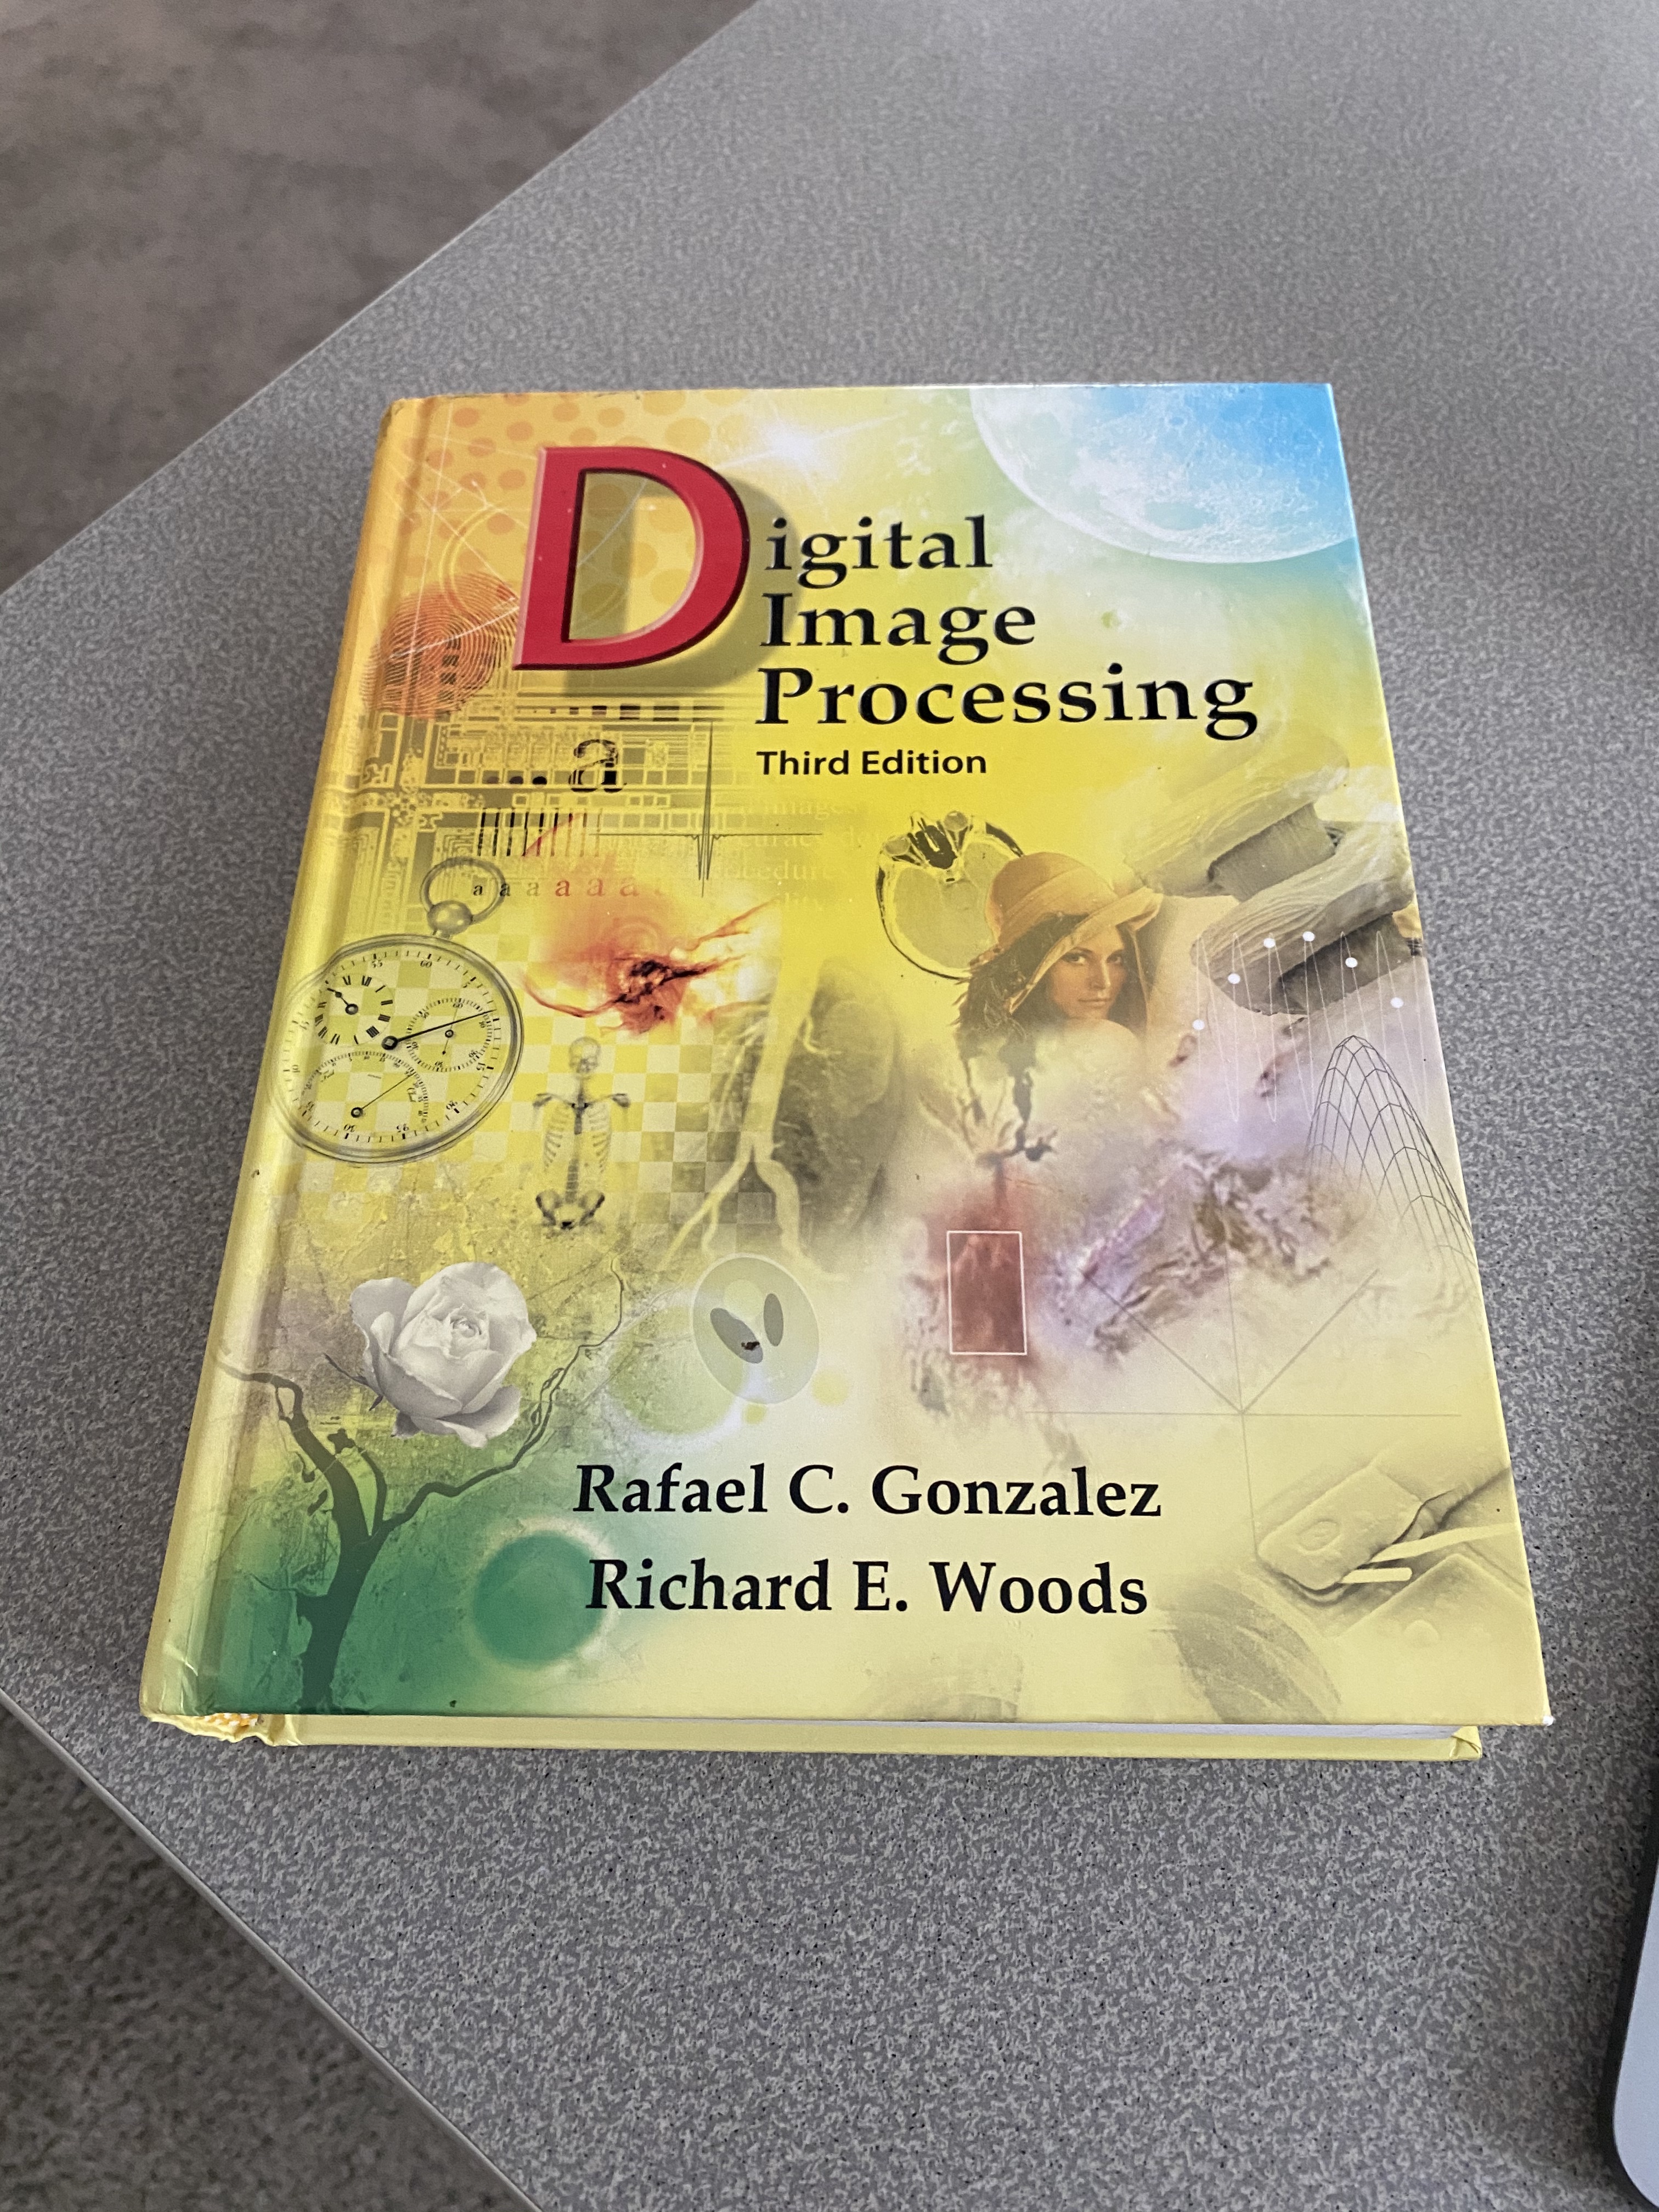 Digital
Image
Processing
Third Edition
a
a a a a a a
Rafael C. Gonzalez
Richard E. Woods